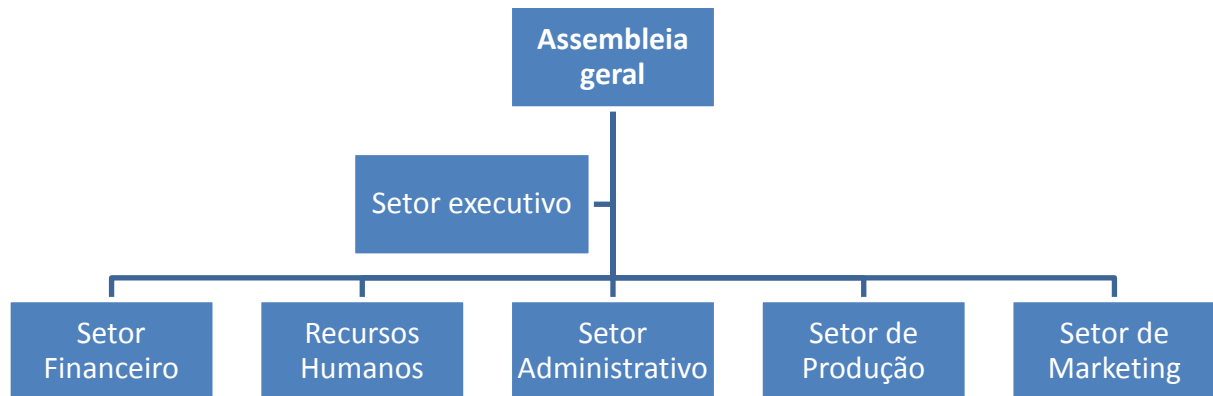 Assembleia
geral
Setor executivo
Setor
Financeiro
Recursos
Humanos
Setor
Administrativo
Setor de
Produção
Setor de
Marketing